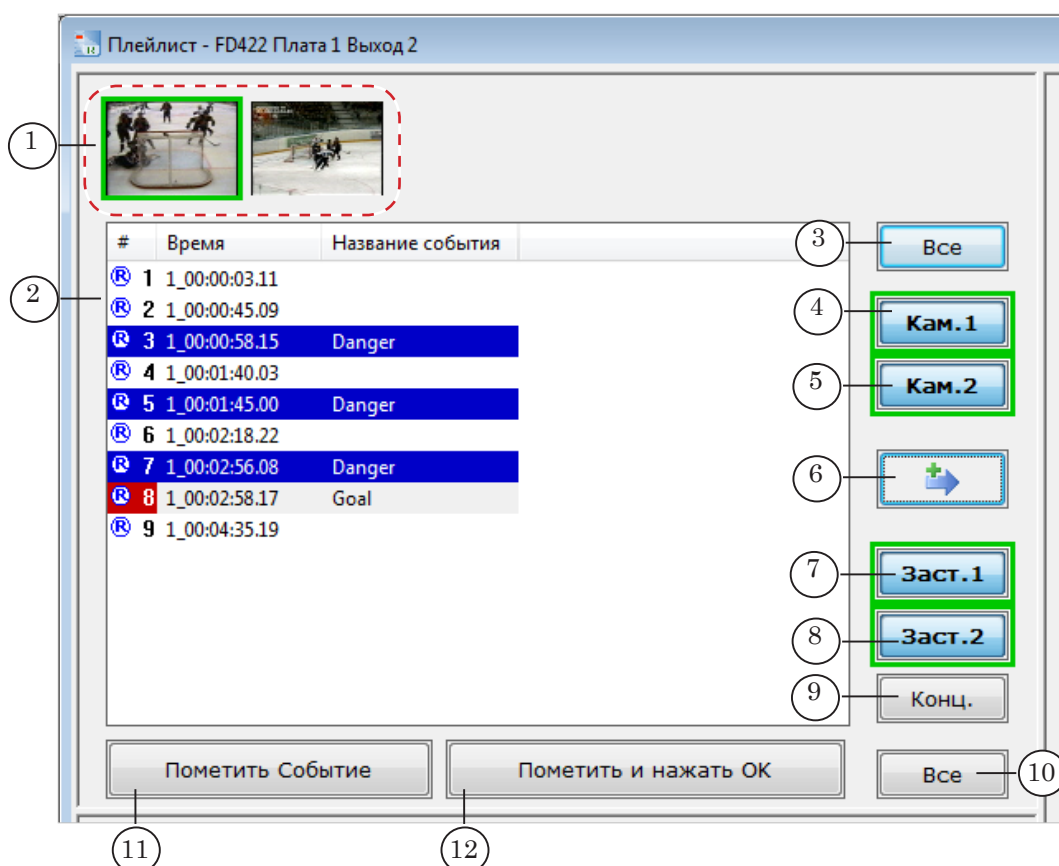 Плейлист - FD422 Плата 1 Выход 2
1
# Время Название события
3
Все
2
® 1 1_00:00:03.11
® 2 1_00:00:45.09
® 3 1_00:00:58.15 Danger
® 4 1_00:01:40.03
® 5 1_00:01:45.00 Danger
® 6 1_00:02:18.22
® 7 1_00:02:56.08 Danger
® 8 1_00:02:58.17 Goal
® 9 1_00:04:35.19
4
Кам.1
5
Кам.2
6
7
Заст.1
8
Заст.2
9
Конц.
Пометить Событие
Пометить и нажать ОК
Все
10
11
12